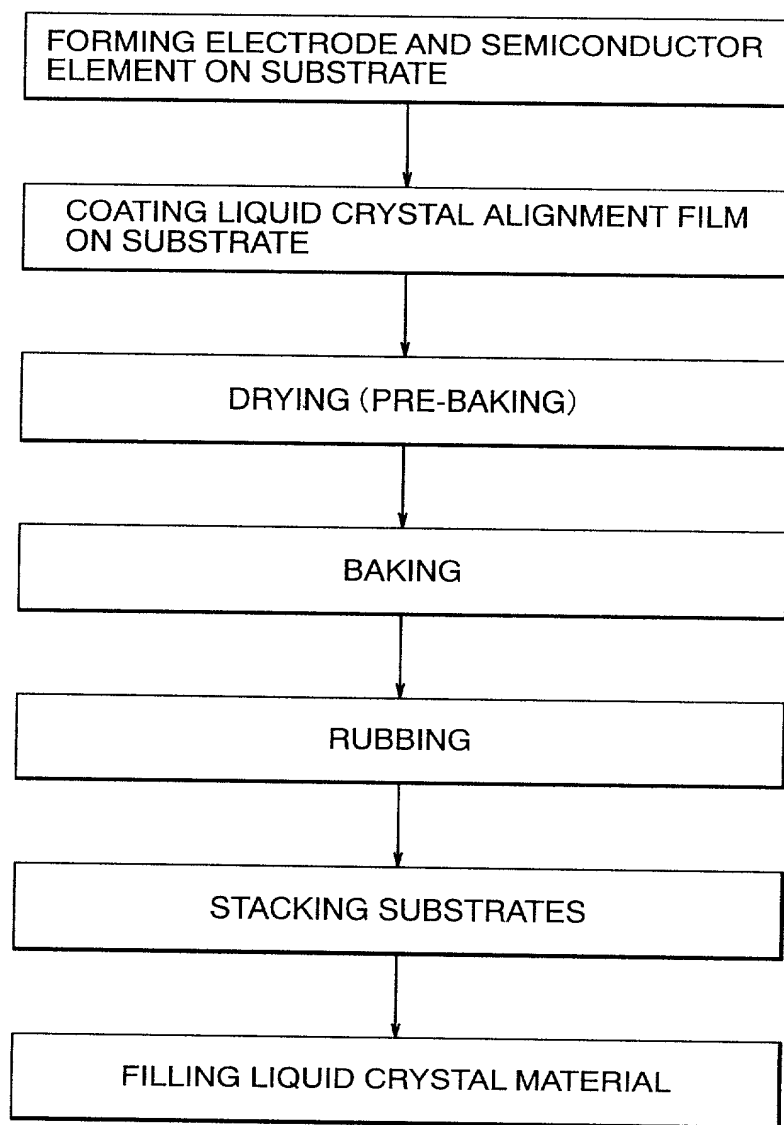 FORMING ELECTRODE AND SEMICONDUCTOR
ELEMENT ON SUBSTRATE
COATING LIQUID CRYSTAL ALIGNMENT FILM
ON SUBSTRATE
DRYING (PRE-BAKING)
BAKING
RUBBING
STACKING SUBSTRATES
FILLING LIQUID CRYSTAL MATERIAL